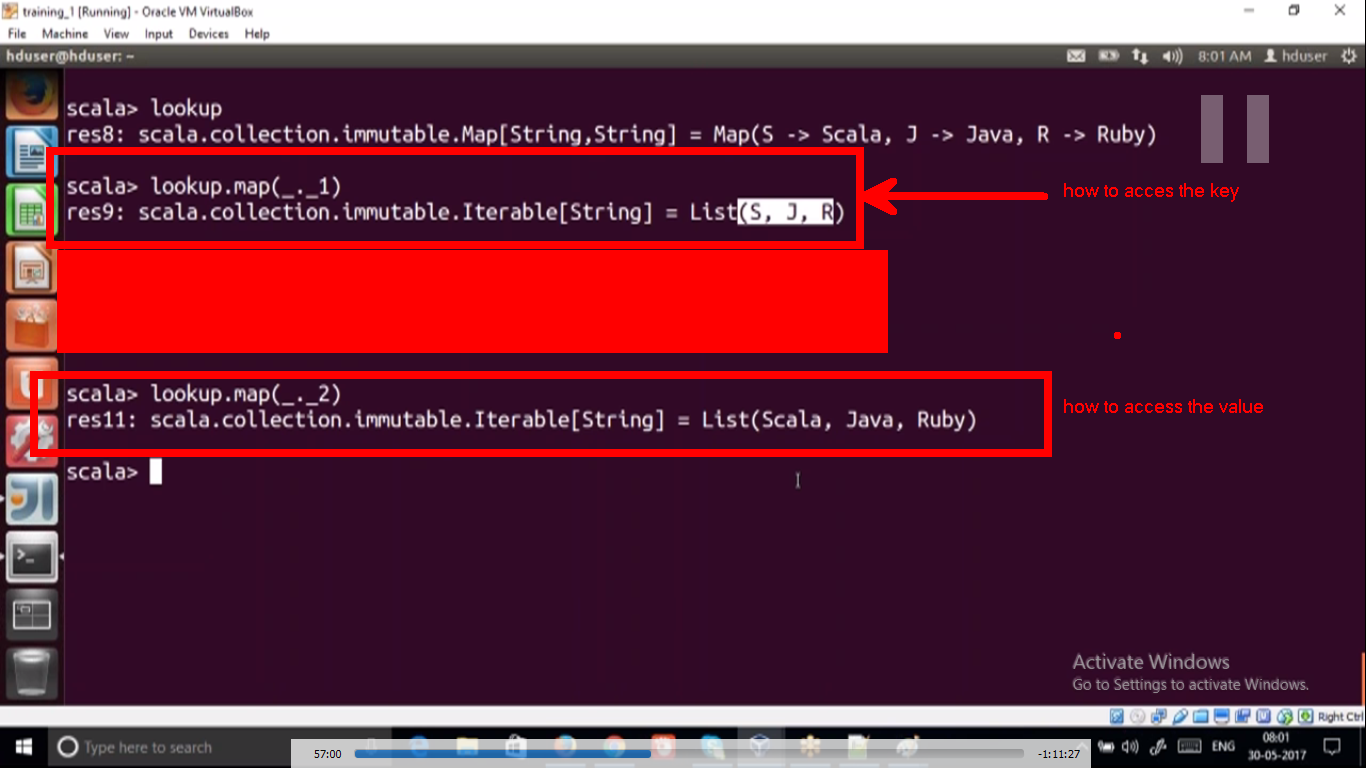 training_1 [Running] - Oracle VM VirtualBox
File Machine View Input Devices Help
hduser@hduser: ~
8:01 AM hduser
scala> lookup
res8: scala.collection.immutable.Map[String,String] = Map(S -> Scala, J -> Java, R -> Ruby)
scala> lookup.map(_._1)
res9: scala.collection.immutable.Iterable[String] = List(S, J, R)
how to acces the key
scala> lookup.map(_._2)
res11: scala.collection.immutable.Iterable[String] = List(Scala, Java, Ruby)
how to access the value
scala>
Activate Windows
Go to Settings to activate Windows.
Right Ctrl
Type here to search
57:00
-1:11:27
ENG
08:01
30-05-2017